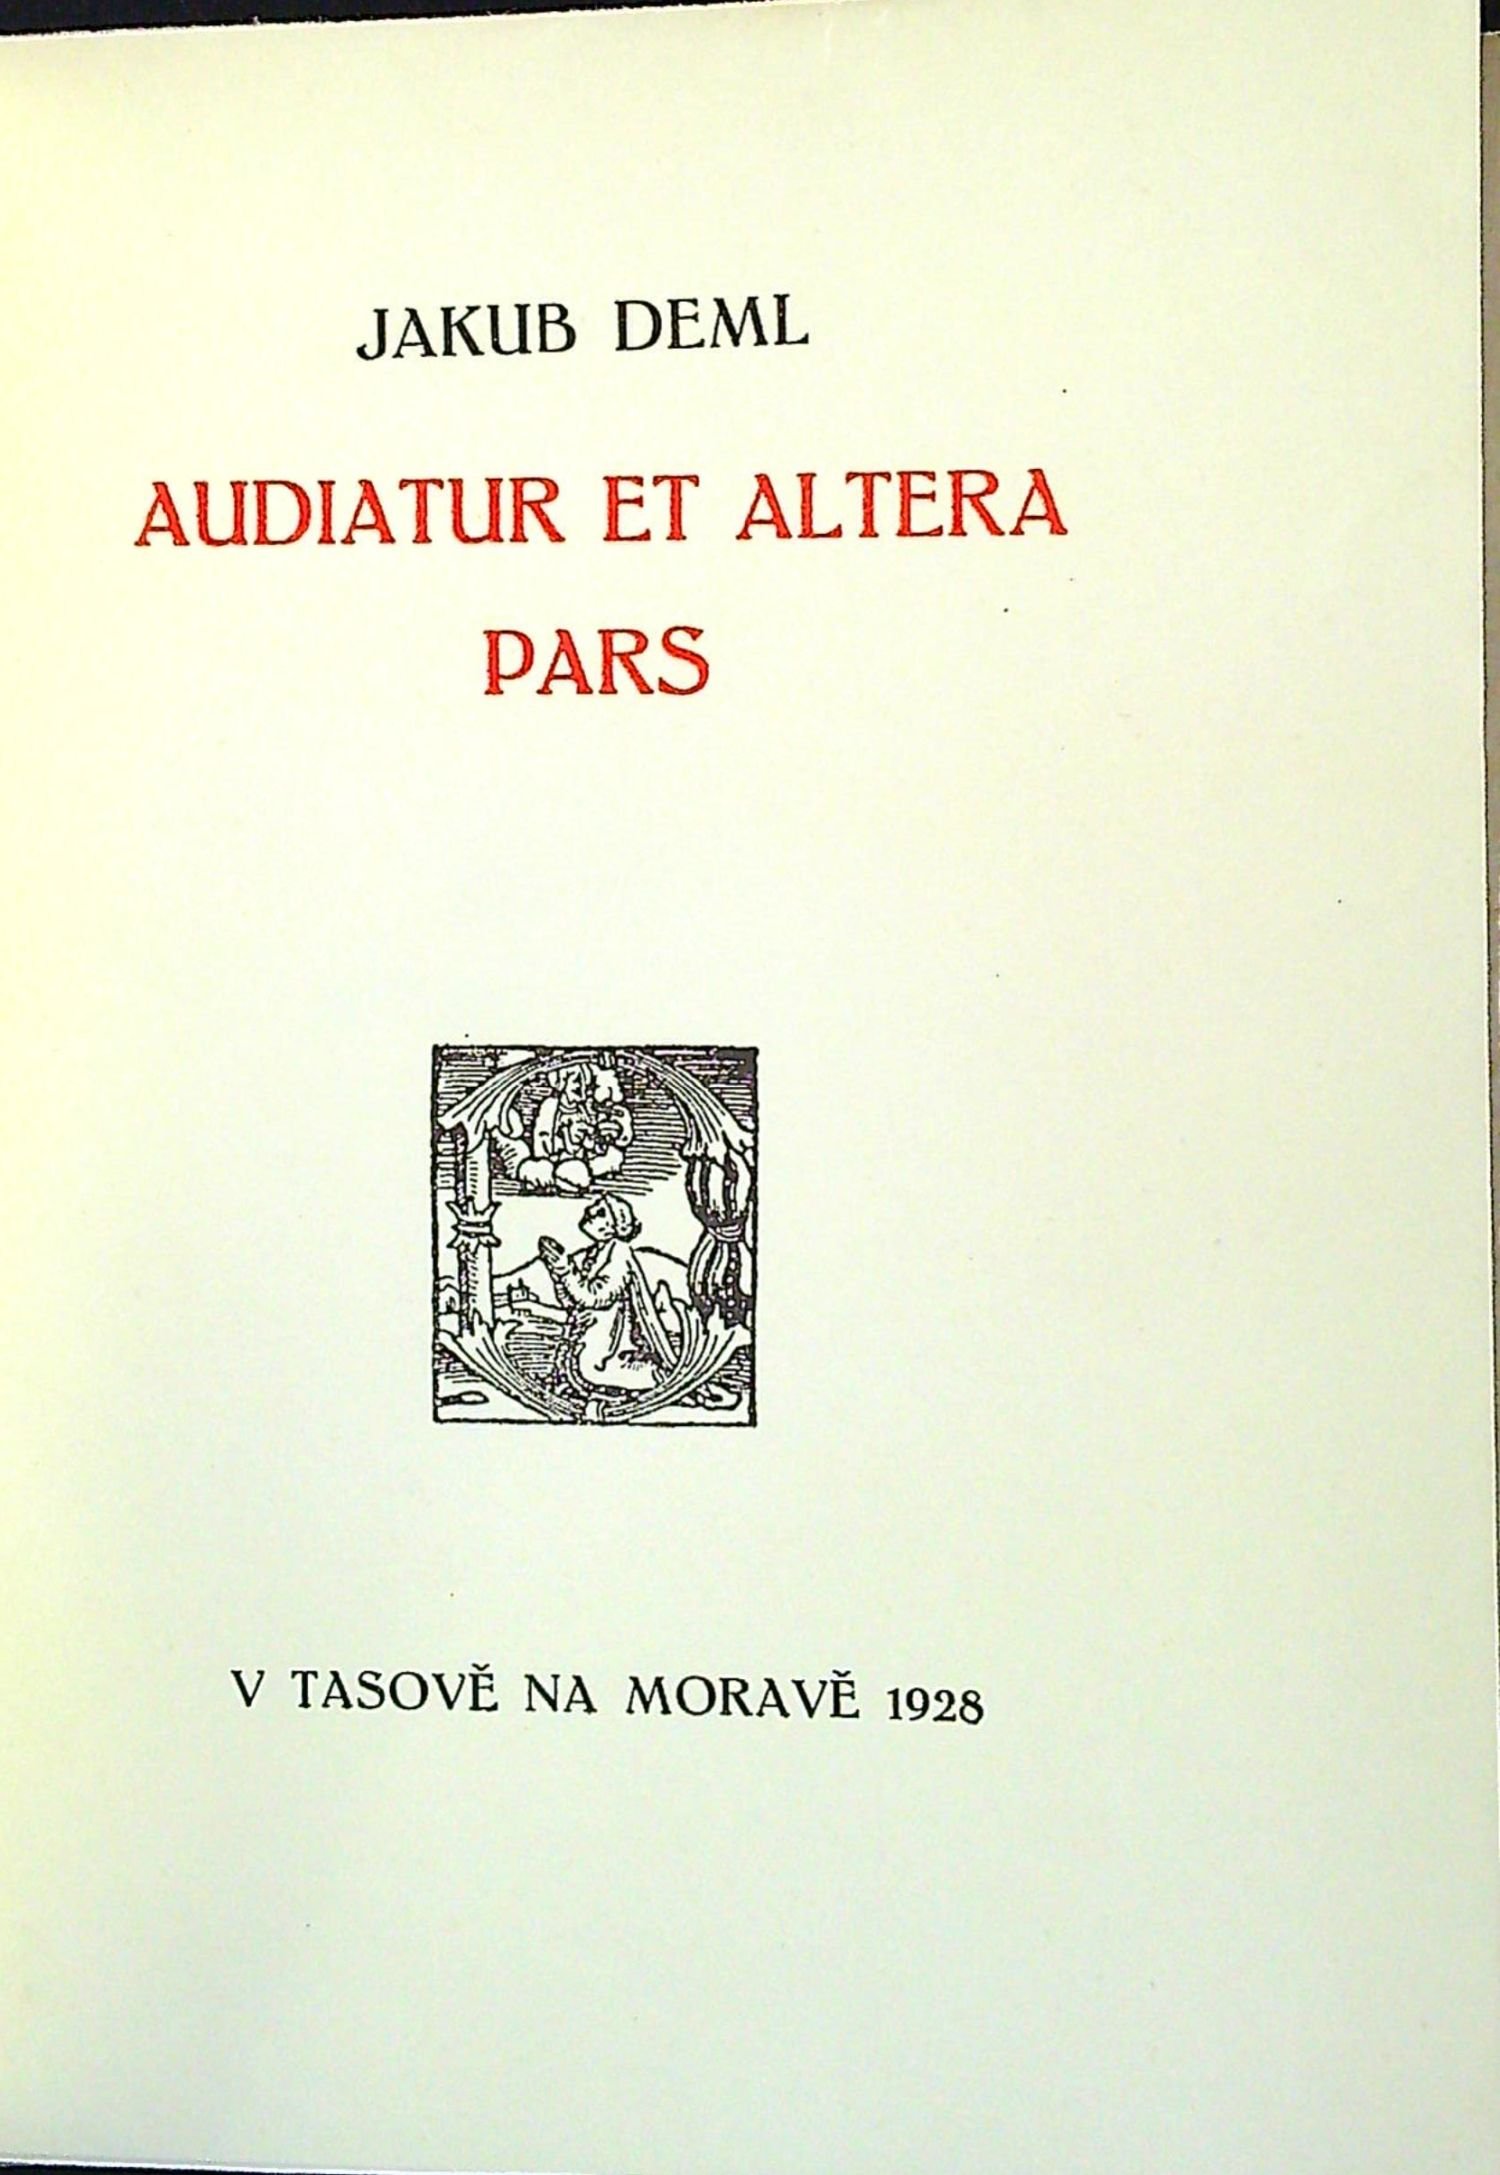 JAKUB DEML
AUDIATUR ET ALTERA
PARS
V TASOVĚ NA MORAVĚ 1928